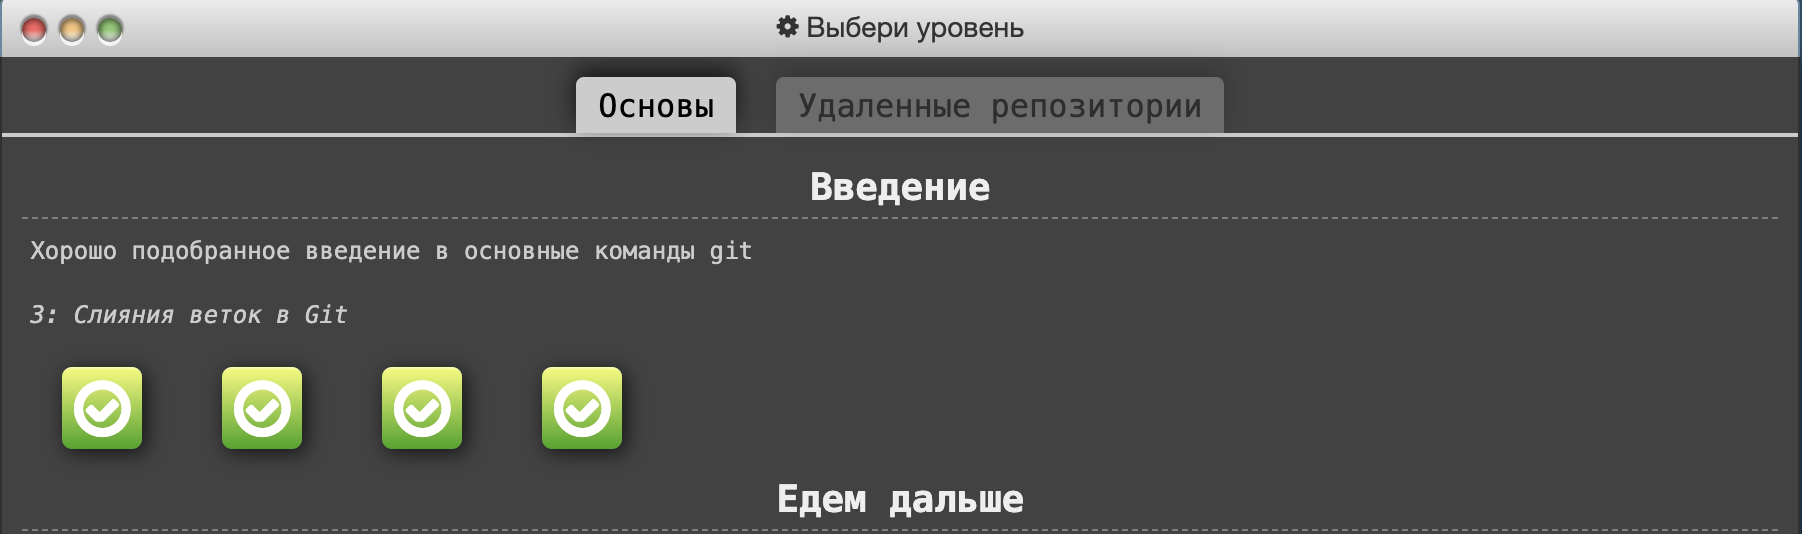 Выбери уровень
Основы
Удаленные репозитории
Введение
Хорошо подобранное введение в основные команды git
3: Слияния веток в Git
Едем дальше